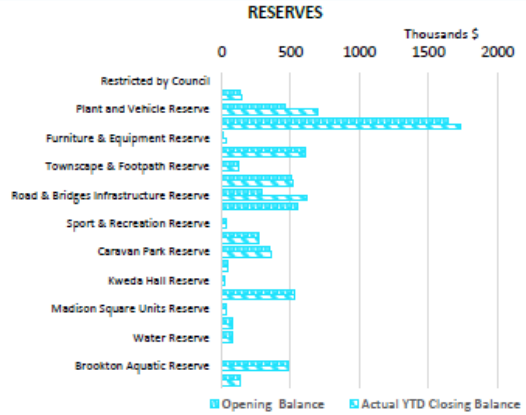 RESERVES
Thousands $
0 500 1000 1500 2000
Restricted by Council
Plant and Vehicle Reserve
Furniture & Equipment Reserve
Townscape & Footpath Reserve
Road & Bridges Infrastructure Reserve
Sport & Recreation Reserve
Caravan Park Reserve
Kweda Hall Reserve
Madison Square Units Reserve
Water Reserve
Brookton Aquatic Reserve
Opening Balance Actual YTD Closing Balance